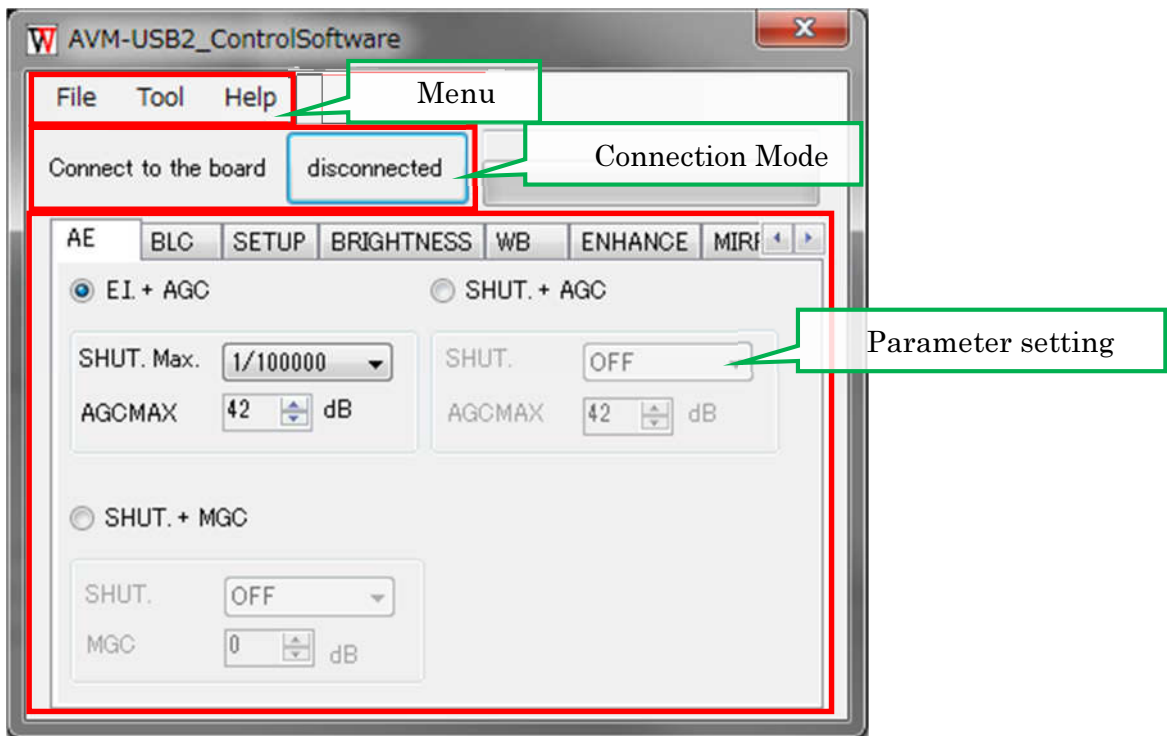 W AVM-USB2_ControlSoftware
File Tool Help
Menu
Connect to the board disconnected
Connection Mode
AE BLC SETUP BRIGHTNESS WB ENHANCE
E.I. + AGC SHUT. + AGC
SHUT. Max. 1/100000 SHUT. OFF
Parameter setting
AGCMAX 42 dB AGCMAX 42 dB
SHUT. + MGC
SHUT. OFF
MGC 0 dB